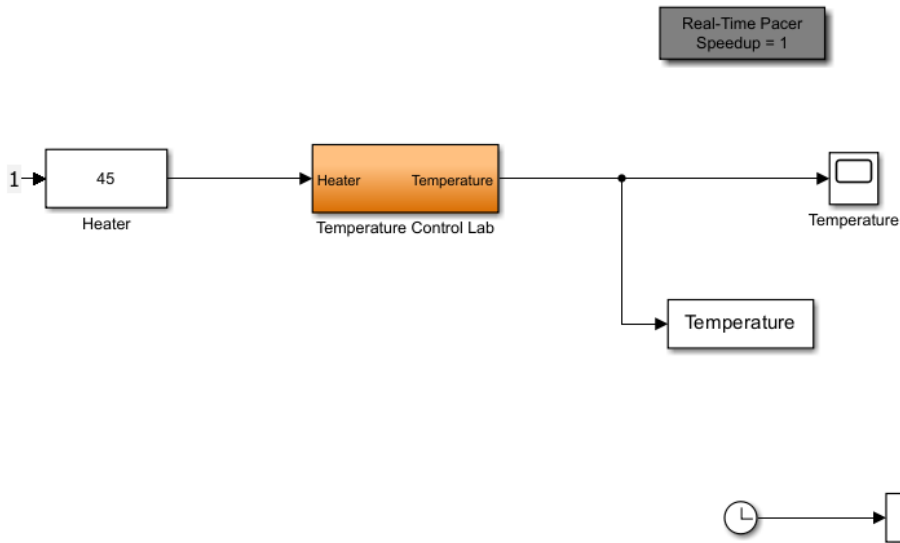 Real-Time Pacer
Speedup = 1
1
45
Heater
Heater Temperature
Temperature Control Lab
Temperature
Temperature